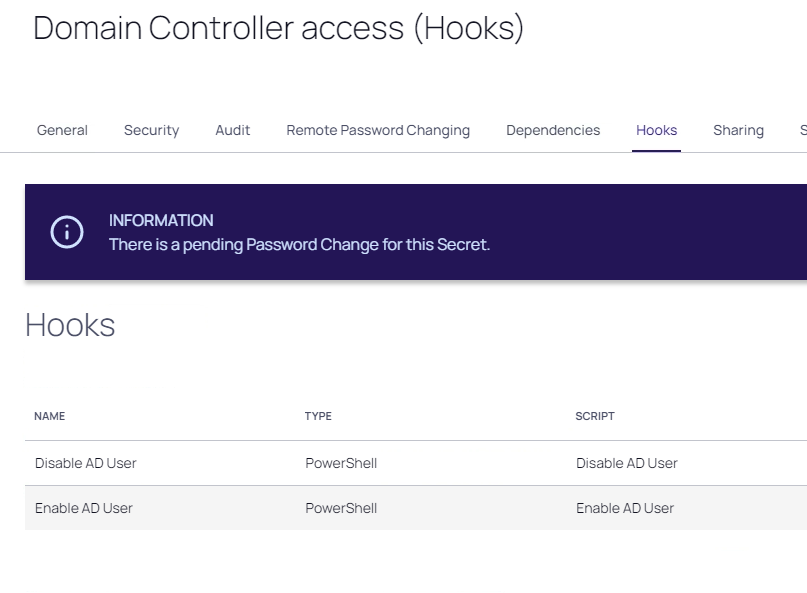 Domain Controller access (Hooks)
General Security Audit Remote Password Changing Dependencies Hooks Sharing S
INFORMATION
There is a pending Password Change for this Secret.
Hooks
NAME TYPE SCRIPT
Disable AD User PowerShell Disable AD User
Enable AD User PowerShell Enable AD User